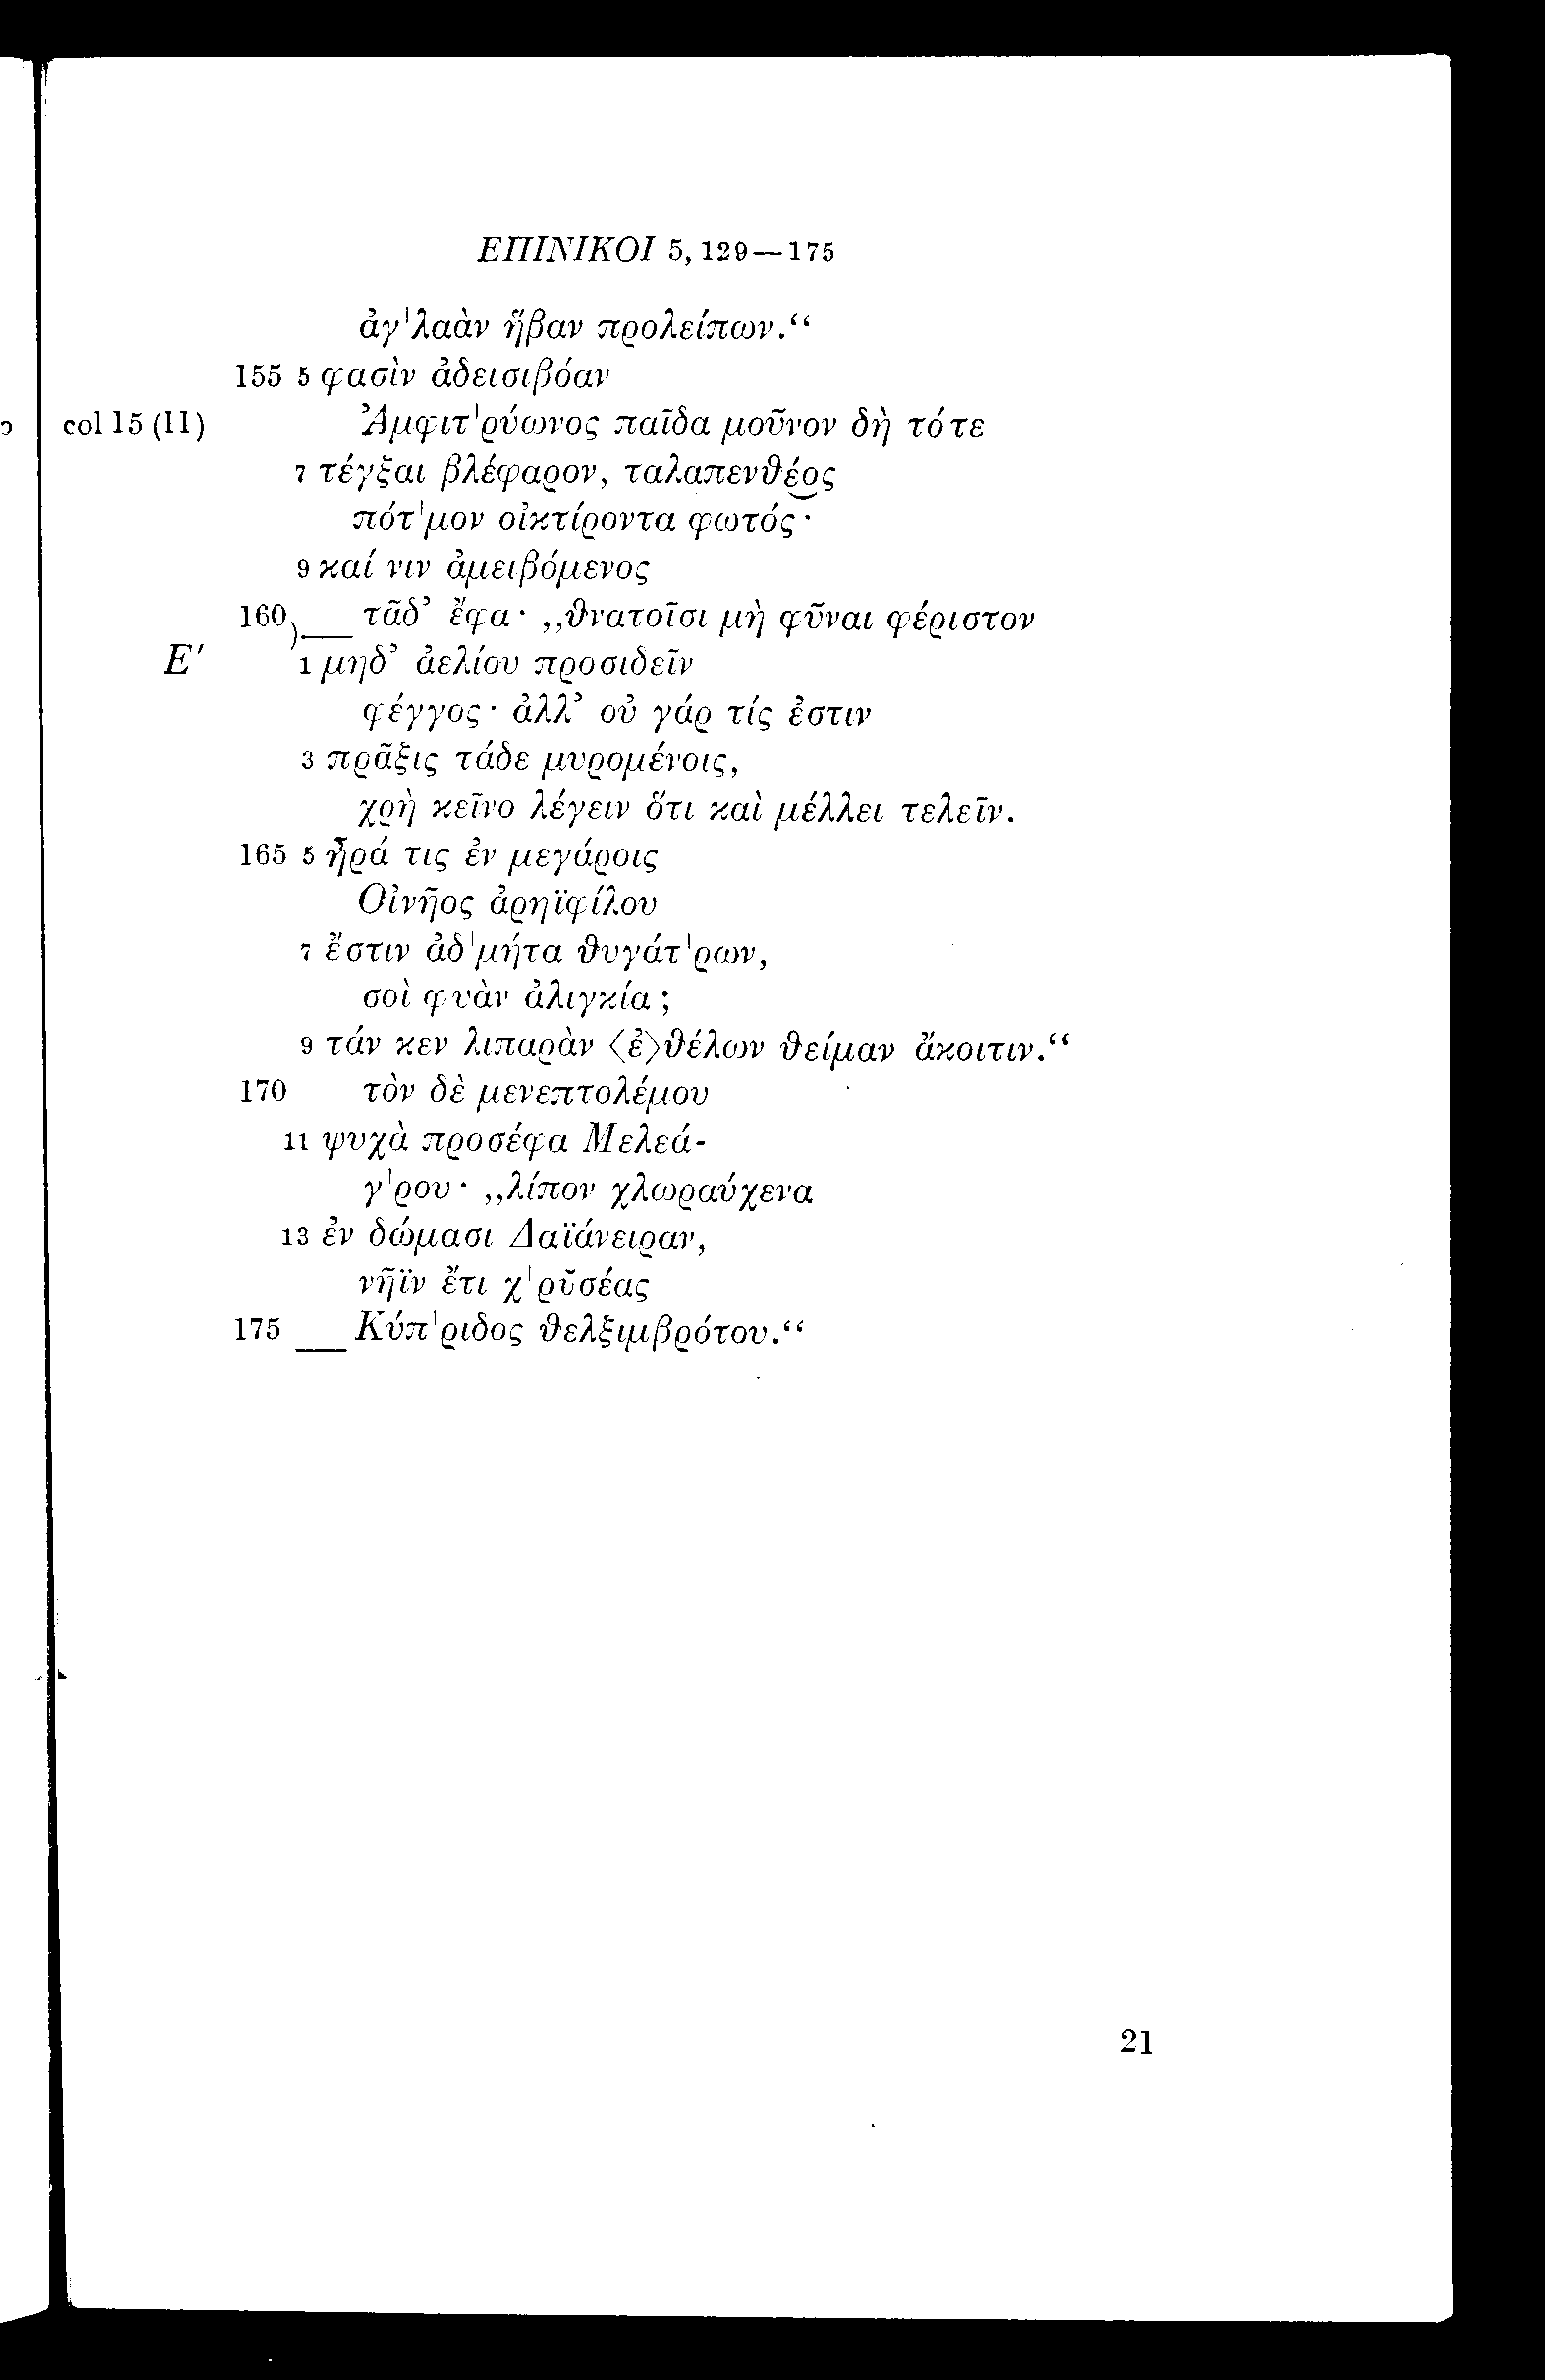 ΕΠΙΝΙΚΟΙ 5, 129—175
ἀγ'λαὰν ἥβαν προλείπων.“
155 5 φασὶν ἀδεισιβόαν
col 15 (11) Ἀμφιτ'ρύωνος παῖδα μοῦνον δὴ τότε
7 τέγξαι βλέφαρον, ταλαπενθέος
πότ'μον οἰκτίροντα φωτός·
9 καί νιν ἀμειβόμενος
160 τᾶδ’ ἔφα· „θνατοῖσι μὴ φῦναι φέριστον
Ε′ 1 μηδ’ ἀελίου προσιδεῖν
φέγγος· ἀλλ’ οὐ γάρ τίς ἐστιν
3 πρᾶξις τάδε μυρομένοις,
χρὴ κεῖνο λέγειν ὅτι καὶ μέλλει τελεῖν.
165 5 ἦρά τις ἐν μεγάροις
Οἰνῆος ἀρηϊφίλου
7 ἔστιν ἀδ'μήτα θυγάτ'ρων,
σοὶ φυὰν ἀλιγκία;
9 τάν κεν λιπαρὰν <ἐ>θέλων θείμαν ἄκοιτιν.“
170 τὸν δὲ μενεπτολέμου
11 ψυχὰ προσέφα Μελεά-
γ'ρου· „λίπον χλωραύχενα
13 ἐν δώμασι Δαϊάνειραν,
νῆϊν ἔτι χ'ρῡσέας
175 Κύπ'ριδος θελξιμβρότου.“
21